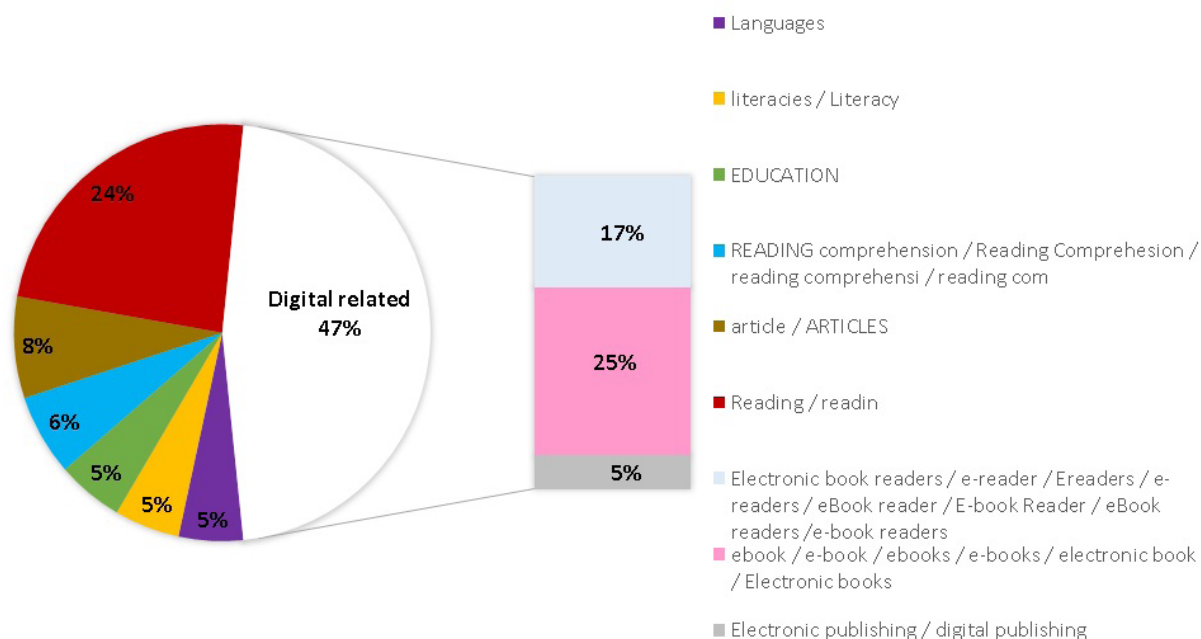 24%
8%
6%
5%
5%
5%
Digital related
47%
17%
25%
5%
Languages
literacies / Literacy
EDUCATION
READING comprehension / Reading Comprehesion /
reading comprehensi / reading com
article / ARTICLES
Reading / readin
Electronic book readers / e-reader / Ereaders / e-
readers / eBook reader / E-book Reader / eBook
readers /e-book readers
ebook / e-book / ebooks / e-books / electronic book
/ Electronic books
Electronic publishing / digital publishing